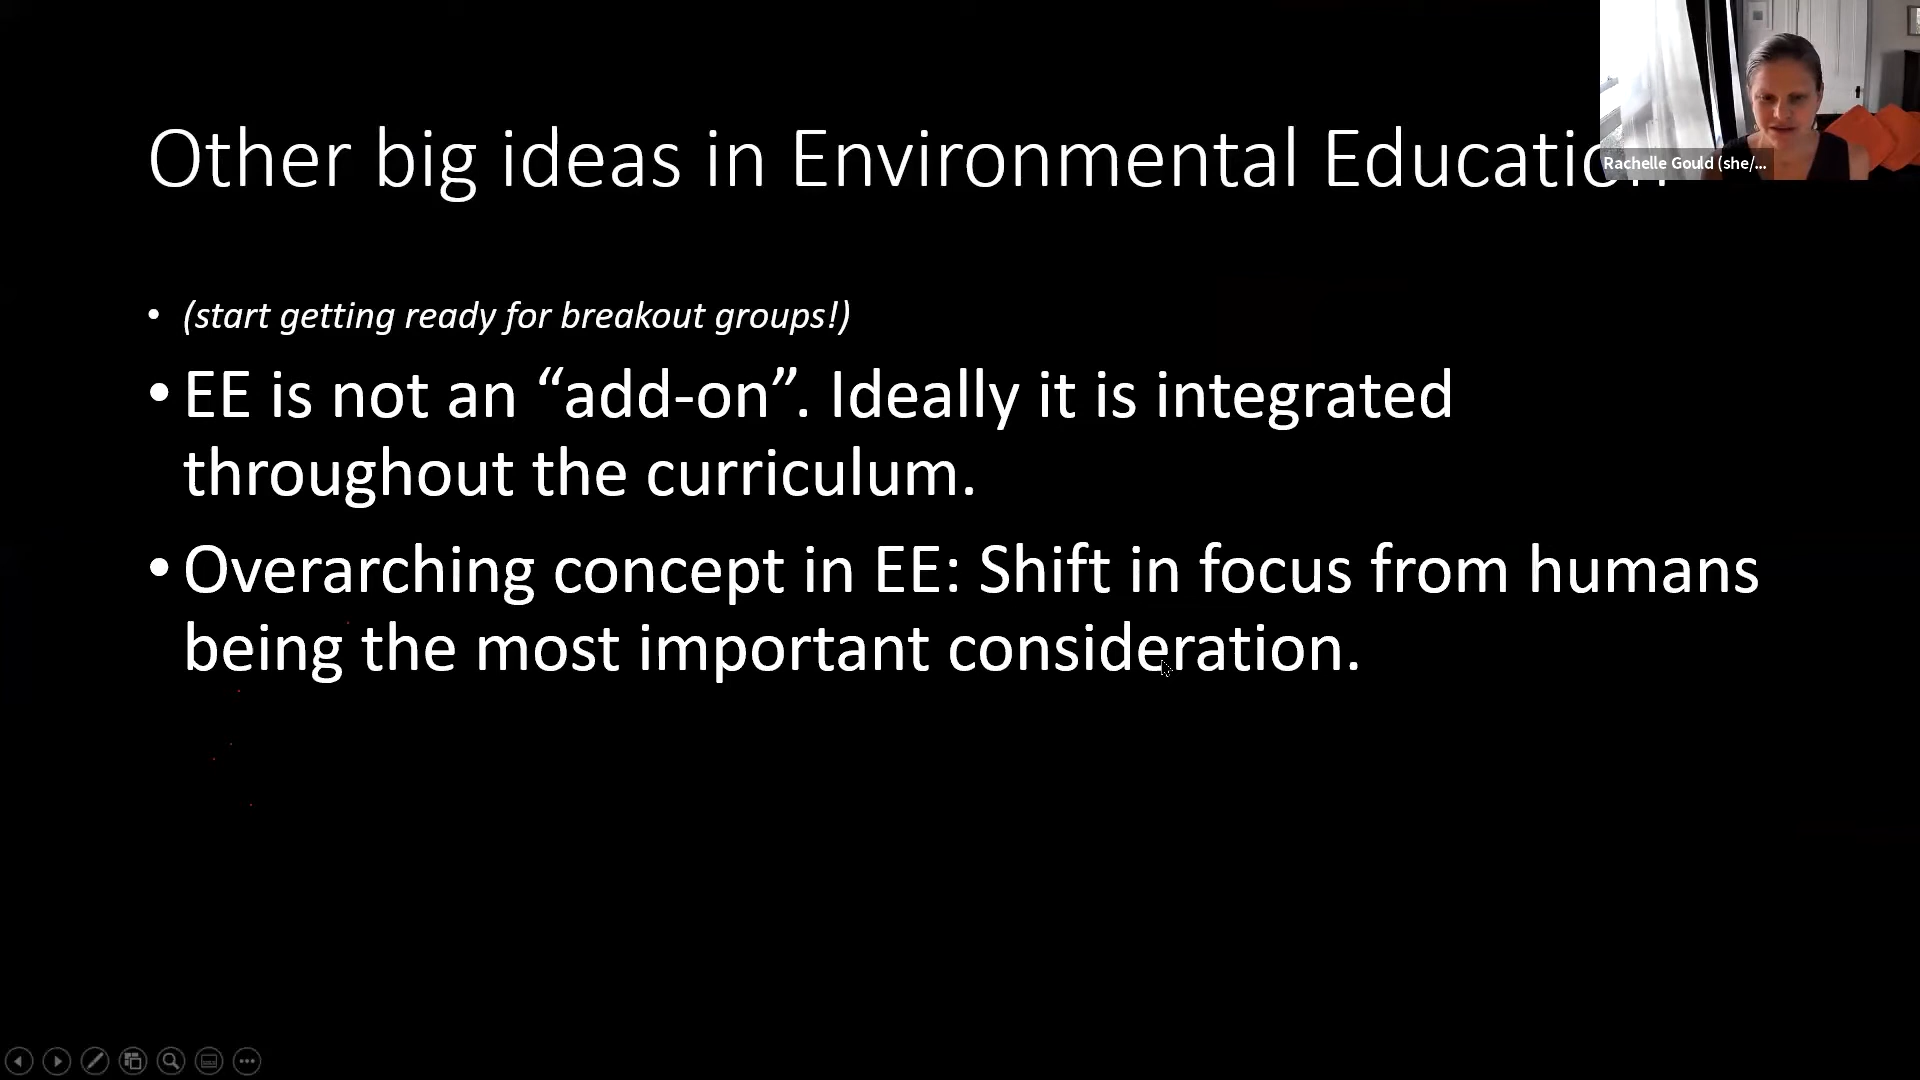 Other big ideas in Environmental Education
Rachelle Gould (she/...
• (start getting ready for breakout groups!)
• EE is not an “add-on”. Ideally it is integrated
throughout the curriculum.
• Overarching concept in EE: Shift in focus from humans
being the most important consideration.